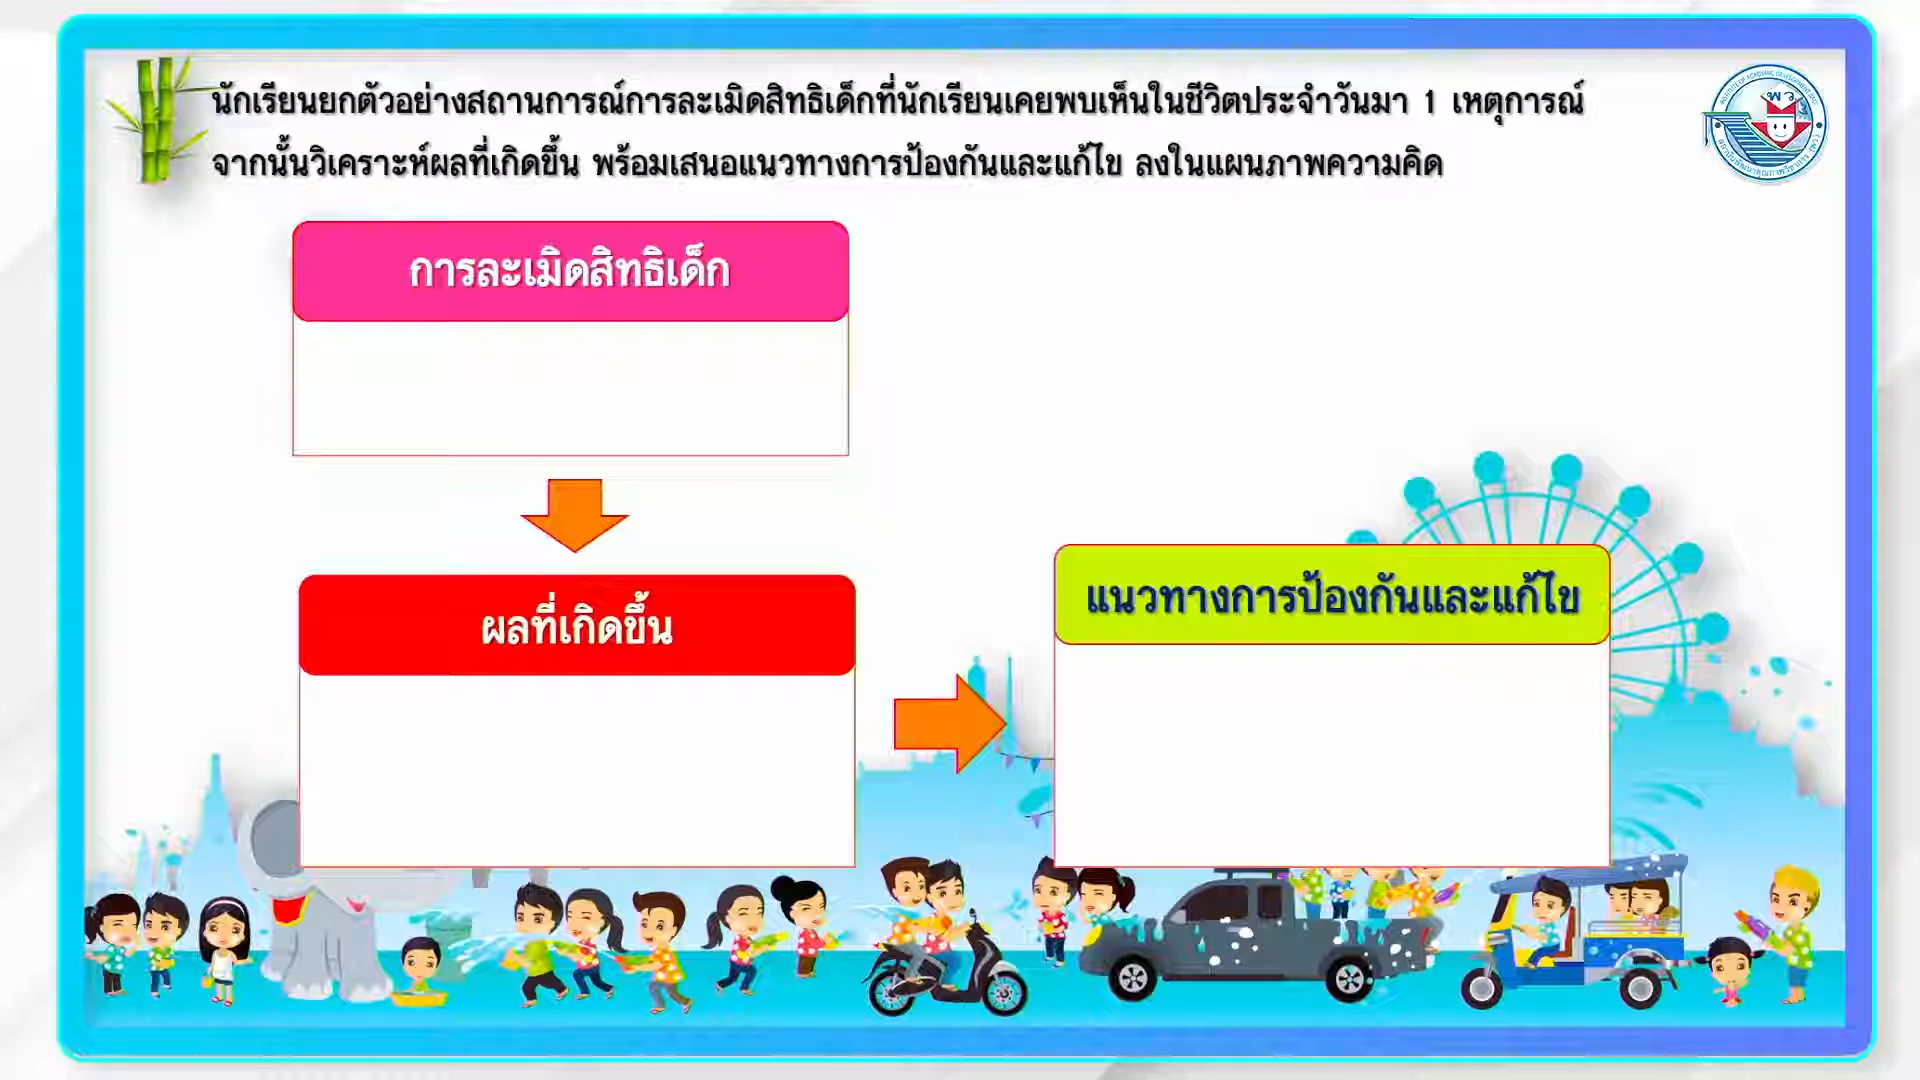 นักเรียนยกตัวอย่างสถานการณ์การละเมิดสิทธิเด็กที่นักเรียนเคยพบเห็นในชีวิตประจำวันมา 1 เหตุการณ์
จากนั้นวิเคราะห์ผลที่เกิดขึ้น พร้อมเสนอแนวทางการป้องกันและแก้ไข ลงในแผนภาพความคิด
พว
การละเมิดสิทธิเด็ก
ผลที่เกิดขึ้น
แนวทางการป้องกันและแก้ไข